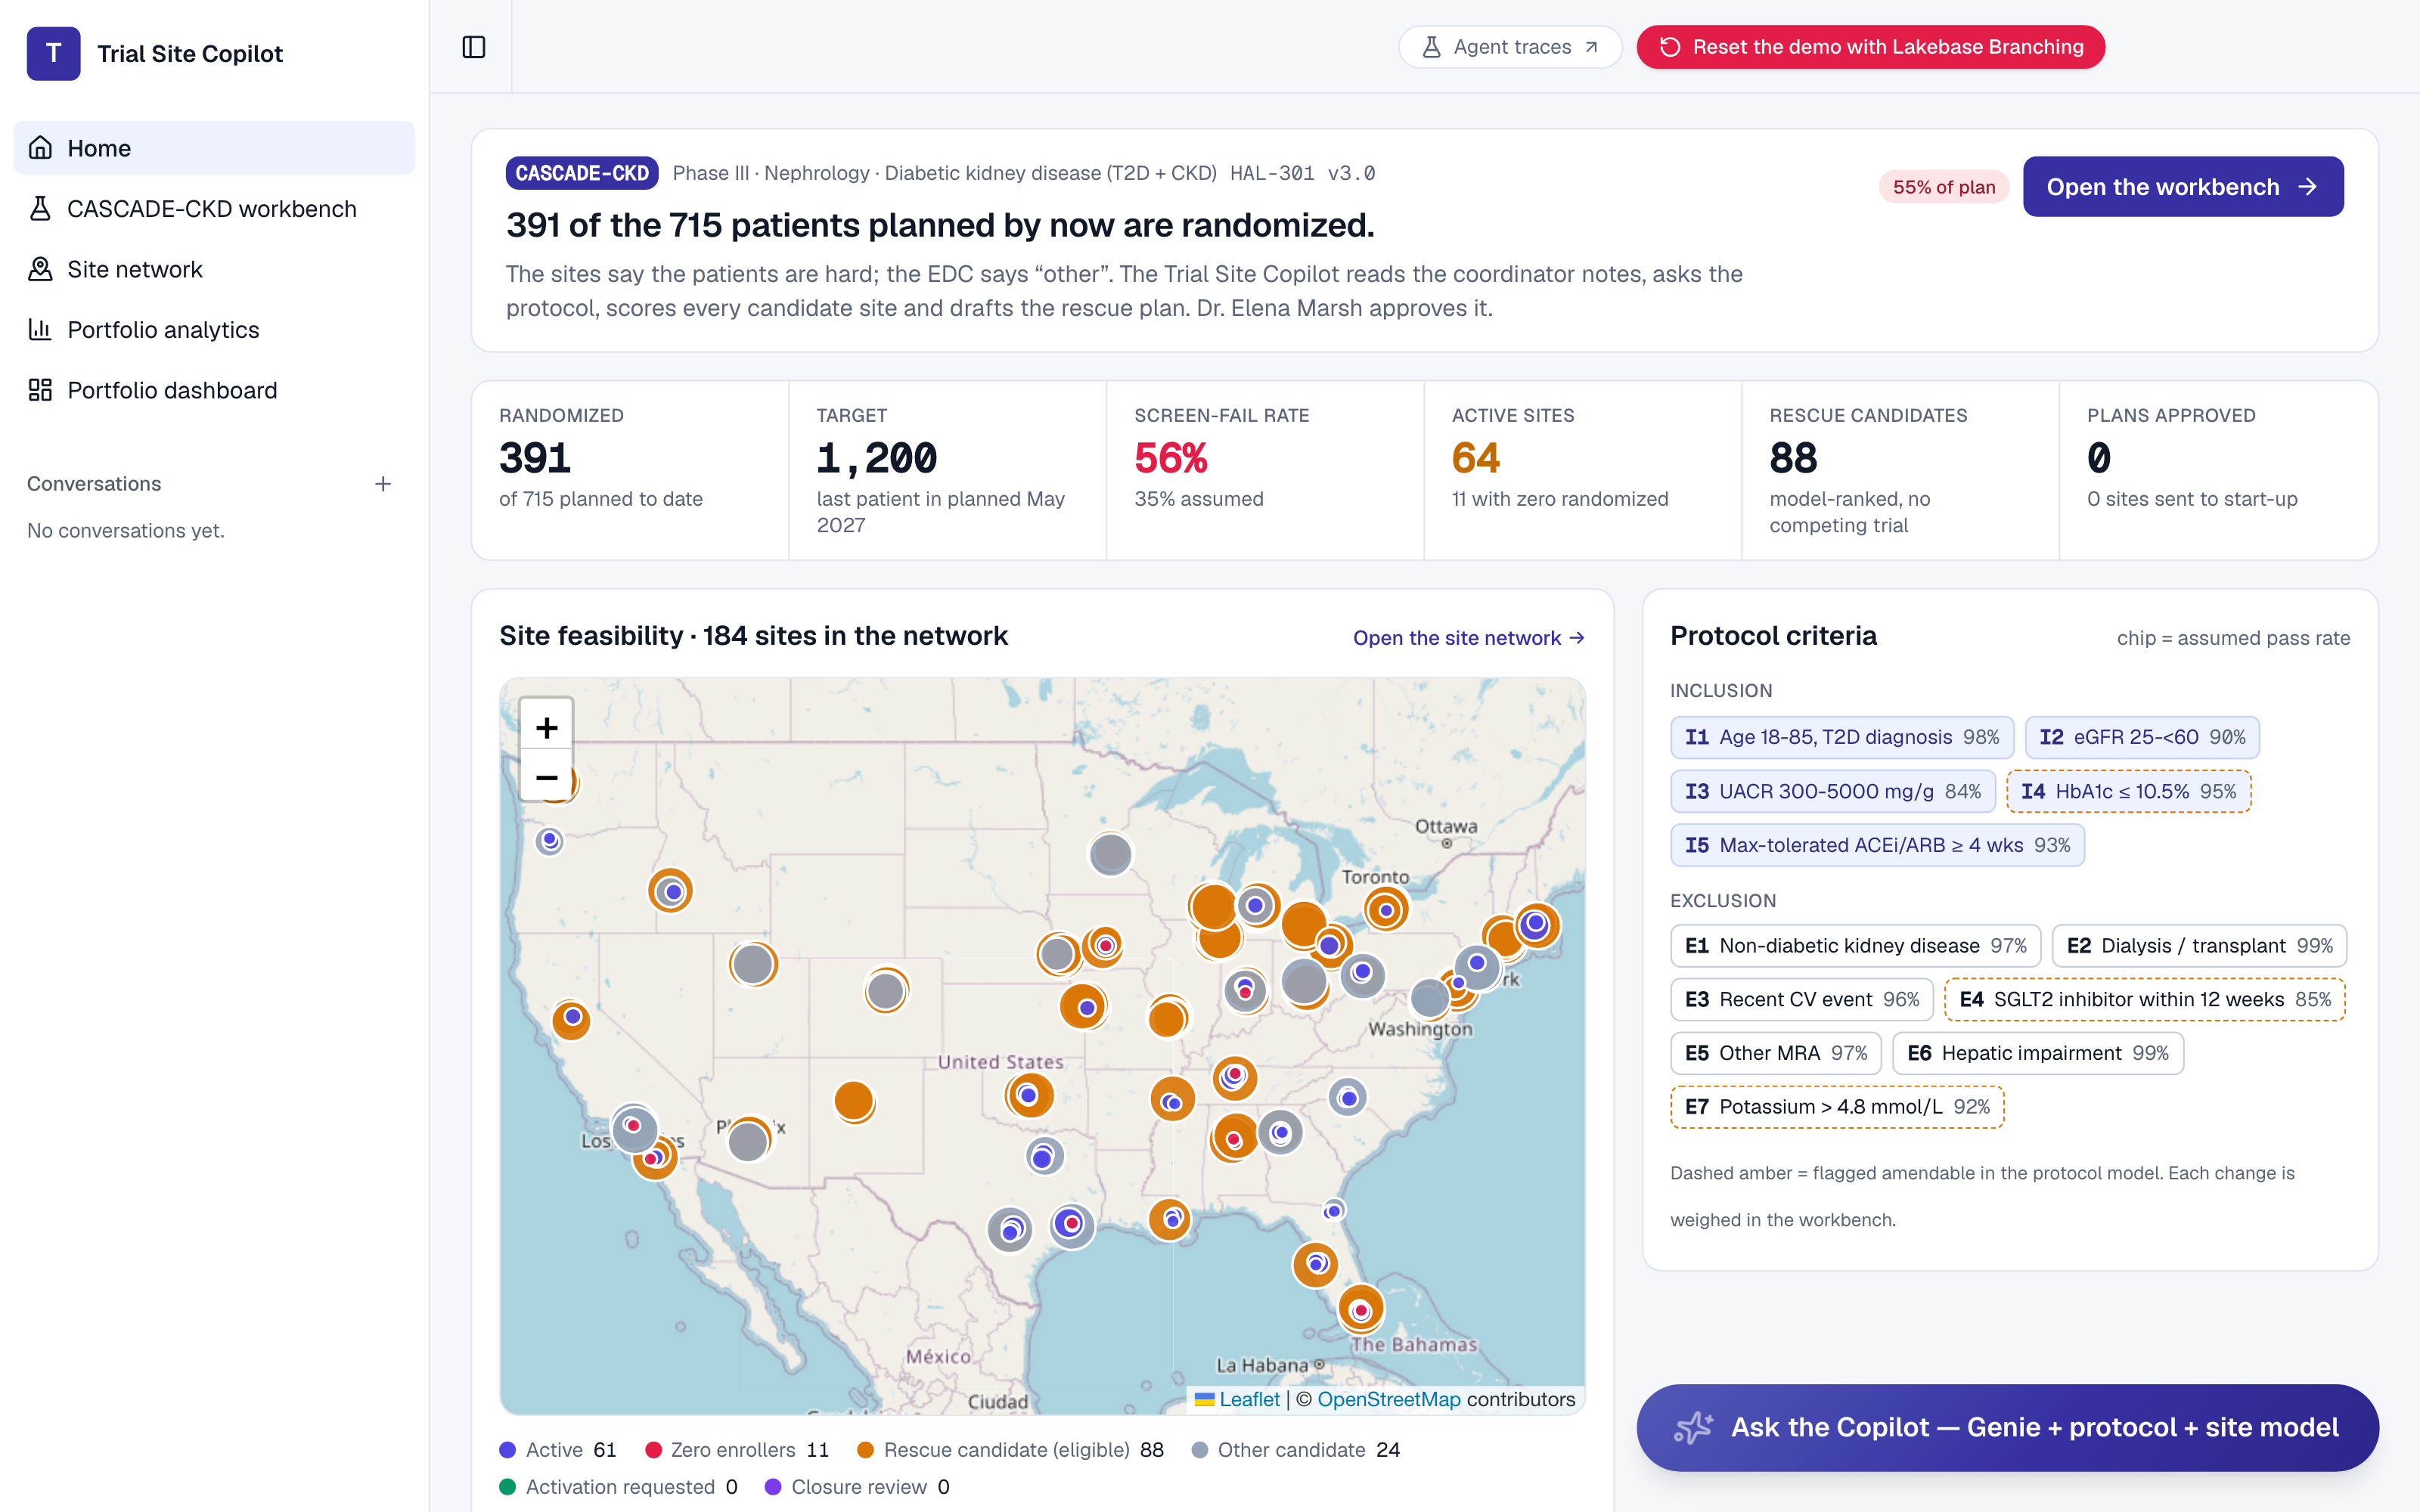 T Trial Site Copilot
Home
CASCADE-CKD workbench
Site network
Portfolio analytics
Portfolio dashboard
Conversations +
No conversations yet.
Agent traces
Reset the demo with Lakebase Branching
CASCADE-CKD Phase III · Nephrology · Diabetic kidney disease (T2D + CKD) HAL-301 v3.0
55% of plan
Open the workbench →
391 of the 715 patients planned by now are randomized.
The sites say the patients are hard; the EDC says “other”. The Trial Site Copilot reads the coordinator notes, asks the
protocol, scores every candidate site and drafts the rescue plan. Dr. Elena Marsh approves it.
RANDOMIZED
391
of 715 planned to date
TARGET
1,200
last patient in planned May
2027
SCREEN-FAIL RATE
56%
35% assumed
ACTIVE SITES
64
11 with zero randomized
RESCUE CANDIDATES
88
model-ranked, no
competing trial
PLANS APPROVED
0
0 sites sent to start-up
Site feasibility · 184 sites in the network
Open the site network →
+
−
Ottawa
Toronto
Washington
United States
México
Ciudad
La Habana
The Bahamas
Leaflet | © OpenStreetMap contributors
Active 61
Zero enrollers 11
Rescue candidate (eligible) 88
Other candidate 24
Activation requested 0
Closure review 0
Protocol criteria
chip = assumed pass rate
INCLUSION
I1 Age 18-85, T2D diagnosis 98%
I2 eGFR 25-<60 90%
I3 UACR 300-5000 mg/g 84%
I4 HbA1c ≤ 10.5% 95%
I5 Max-tolerated ACEi/ARB ≥ 4 wks 93%
EXCLUSION
E1 Non-diabetic kidney disease 97%
E2 Dialysis / transplant 99%
E3 Recent CV event 96%
E4 SGLT2 inhibitor within 12 weeks 85%
E5 Other MRA 97%
E6 Hepatic impairment 99%
E7 Potassium > 4.8 mmol/L 92%
Dashed amber = flagged amendable in the protocol model. Each change is
weighed in the workbench.
Ask the Copilot — Genie + protocol + site model